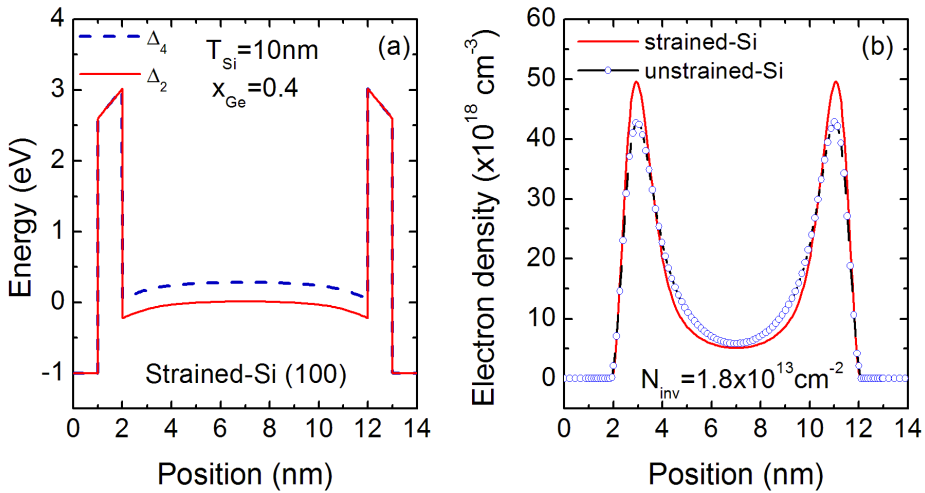 60
4
Δ4
(a)
TSi=10nm
Δ2
xGe=0.4
3
2
1
0
-1
Energy (eV)
Strained-Si (100)
0 2 4 6 8 10 12 14
Position (nm)
(b)
strained-Si
unstrained-Si
50
40
30
20
10
0
Electron density (x10^18 cm^-3)
Ninv=1.8x10^13cm^-2
0 2 4 6 8 10 12 14
Position (nm)